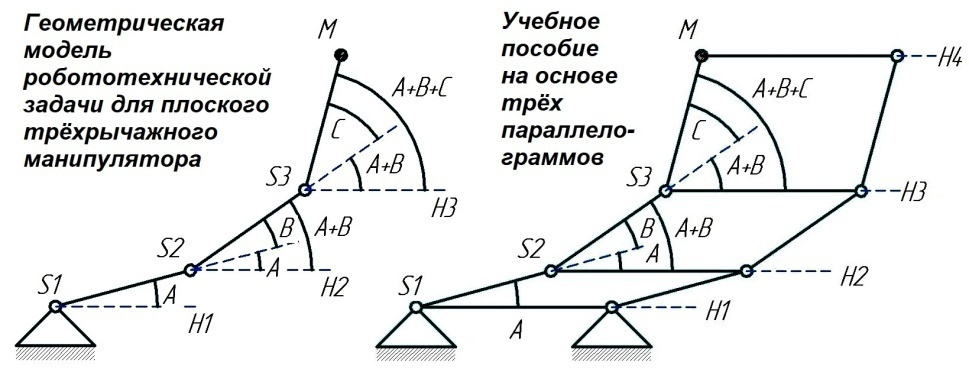 Геометрическая
модель
робототехнической
задачи для плоского
трёхрычажного
манипулятора
M
A+B+C
C
A+B
S3
H3
B
A+B
S2
A
H2
S1
A
H1
Учебное
пособие
на основе
трёх
параллело-
граммов
M
H4
A+B+C
C
A+B
S3
H3
B
A+B
S2
A
H2
S1
H1
A